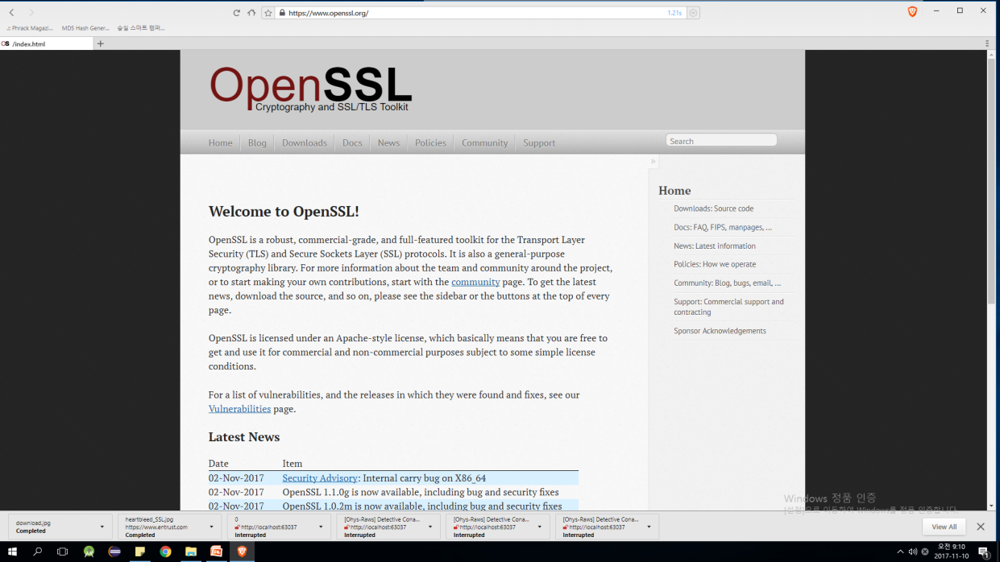 https://www.openssl.org/
1.21s
Phrack Magazi...
MD5 Hash Gener...
숭실 스마트 캠퍼...
OS /index.html
OpenSSL
Cryptography and SSL/TLS Toolkit
Home
Blog
Downloads
Docs
News
Policies
Community
Support
Search
»
Welcome to OpenSSL!
OpenSSL is a robust, commercial-grade, and full-featured toolkit for the Transport Layer
Security (TLS) and Secure Sockets Layer (SSL) protocols. It is also a general-purpose
cryptography library. For more information about the team and community around the project,
or to start making your own contributions, start with the community page. To get the latest
news, download the source, and so on, please see the sidebar or the buttons at the top of every
page.
OpenSSL is licensed under an Apache-style license, which basically means that you are free to
get and use it for commercial and non-commercial purposes subject to some simple license
conditions.
For a list of vulnerabilities, and the releases in which they were found and fixes, see our
Vulnerabilities page.
Latest News
Date Item
02-Nov-2017 Security Advisory: Internal carry bug on X86_64
02-Nov-2017 OpenSSL 1.1.0g is now available, including bug and security fixes
02-Nov-2017 OpenSSL 1.0.2m is now available, including bug and security fixes
Home
Downloads: Source code
Docs: FAQ, FIPS, manpages, ...
News: Latest information
Policies: How we operate
Community: Blog, bugs, email, ...
Support: Commercial support and
contracting
Sponsor Acknowledgements
Windows 정품 인증
[설정]으로 이동하여 Windows를 정품 인증합니다.
download.jpg
Completed
heartbleed_SSL.jpg
https://www.entrust.com
Completed
0
http://localhost:63037
Interrupted
[Ohys-Raws] Detective Cona...
http://localhost:63037
Interrupted
[Ohys-Raws] Detective Cona...
http://localhost:63037
Interrupted
[Ohys-Raws] Detective Cona...
http://localhost:63037
Interrupted
View All
오전 9:10
2017-11-10
1